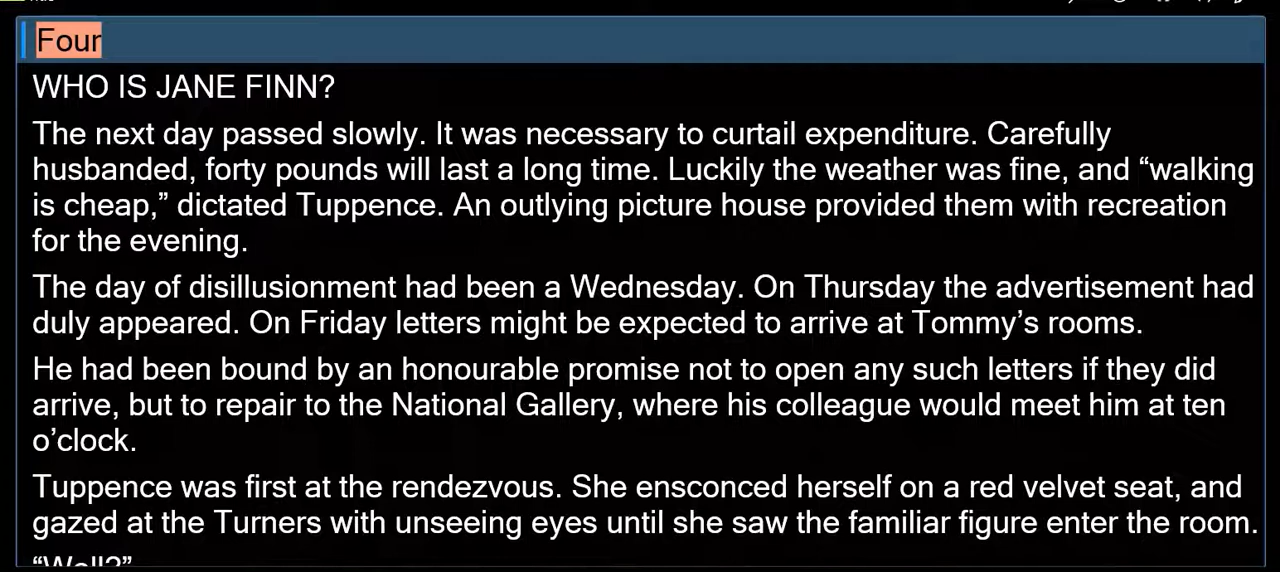 Four
WHO IS JANE FINN?
The next day passed slowly. It was necessary to curtail expenditure. Carefully
husbanded, forty pounds will last a long time. Luckily the weather was fine, and “walking
is cheap,” dictated Tuppence. An outlying picture house provided them with recreation
for the evening.
The day of disillusionment had been a Wednesday. On Thursday the advertisement had
duly appeared. On Friday letters might be expected to arrive at Tommy’s rooms.
He had been bound by an honourable promise not to open any such letters if they did
arrive, but to repair to the National Gallery, where his colleague would meet him at ten
o’clock.
Tuppence was first at the rendezvous. She ensconced herself on a red velvet seat, and
gazed at the Turners with unseeing eyes until she saw the familiar figure enter the room.
“Well?”